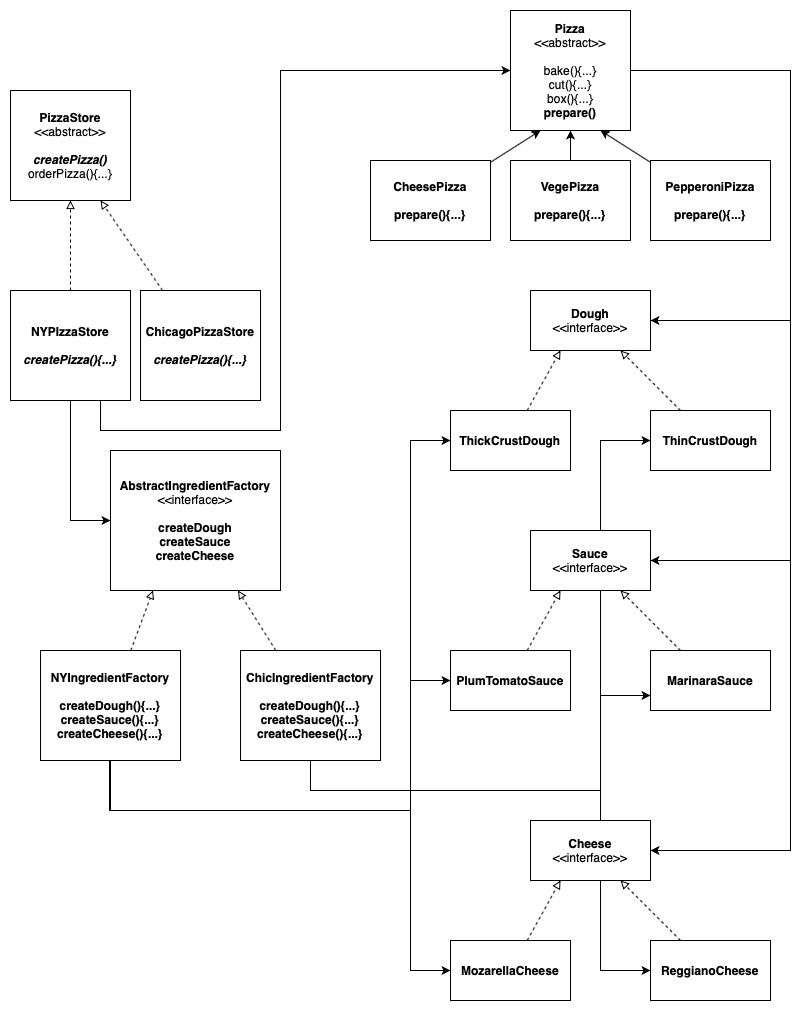 Pizza
<<abstract>>
bake(){...}
cut(){...}
box(){...}
prepare()
PizzaStore
<<abstract>>
createPizza()
orderPizza(){...}
CheesePizza
prepare(){...}
VegePizza
prepare(){...}
PepperoniPizza
prepare(){...}
NYPIzzaStore
createPizza(){...}
ChicagoPizzaStore
createPizza(){...}
Dough
<<interface>>
ThickCrustDough
ThinCrustDough
AbstractIngredientFactory
<<interface>>
createDough
createSauce
createCheese
Sauce
<<interface>>
NYIngredientFactory
createDough(){...}
createSauce(){...}
createCheese(){...}
ChicIngredientFactory
createDough(){...}
createSauce(){...}
createCheese(){...}
PlumTomatoSauce
MarinaraSauce
Cheese
<<interface>>
MozarellaCheese
ReggianoCheese